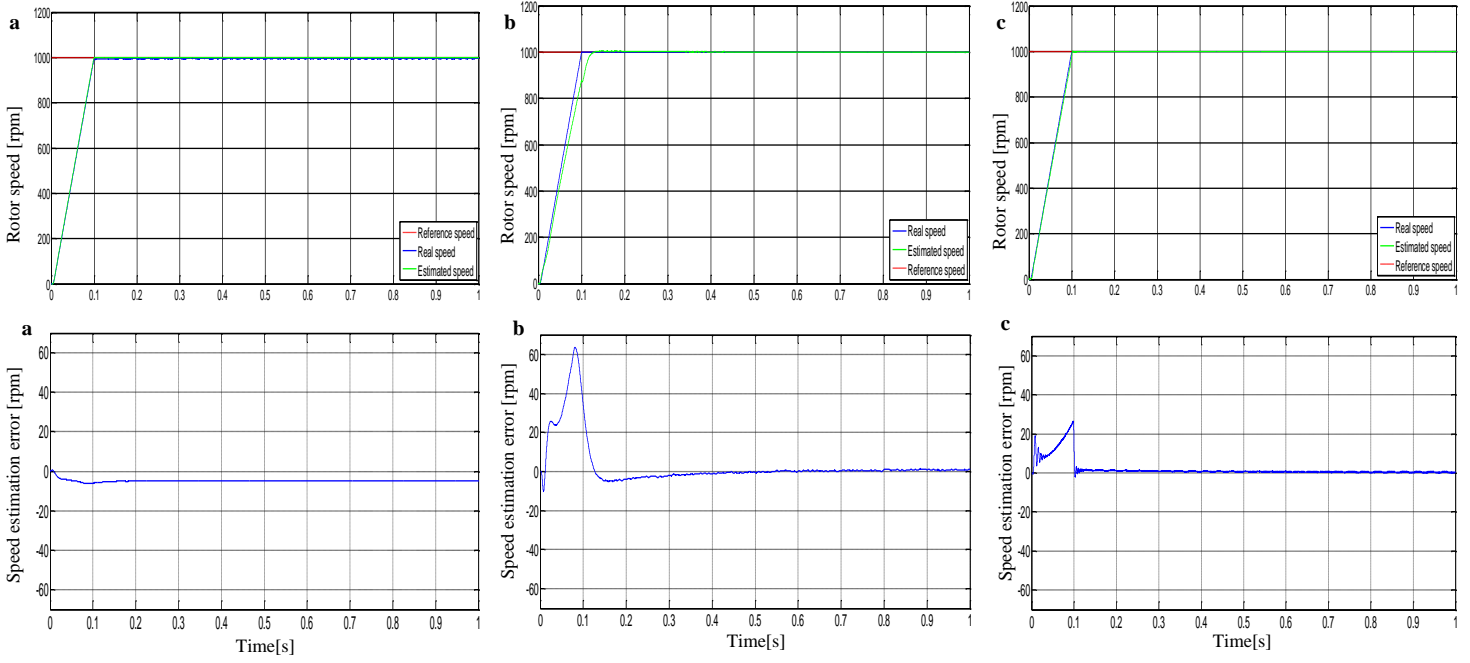 a
1200
1000
800
600
400
200
0
Rotor speed [rpm]
Reference speed
Real speed
Estimated speed
0 0.1 0.2 0.3 0.4 0.5 0.6 0.7 0.8 0.9 1
b
1200
1000
800
600
400
200
0
Rotor speed [rpm]
Real speed
Estimated speed
Reference speed
0 0.1 0.2 0.3 0.4 0.5 0.6 0.7 0.8 0.9 1
c
1200
1000
800
600
400
200
0
Rotor speed [rpm]
Real speed
Estimated speed
Reference speed
0 0.1 0.2 0.3 0.4 0.5 0.6 0.7 0.8 0.9 1
a
60
40
20
0
-20
-40
-60
Speed estimation error [rpm]
0 0.1 0.2 0.3 0.4 0.5 0.6 0.7 0.8 0.9 1
Time[s]
b
60
40
20
0
-20
-40
-60
Speed estimation error [rpm]
0 0.1 0.2 0.3 0.4 0.5 0.6 0.7 0.8 0.9 1
Time[s]
c
60
40
20
0
-20
-40
-60
Speed estimation error [rpm]
0 0.1 0.2 0.3 0.4 0.5 0.6 0.7 0.8 0.9 1
Time[s]